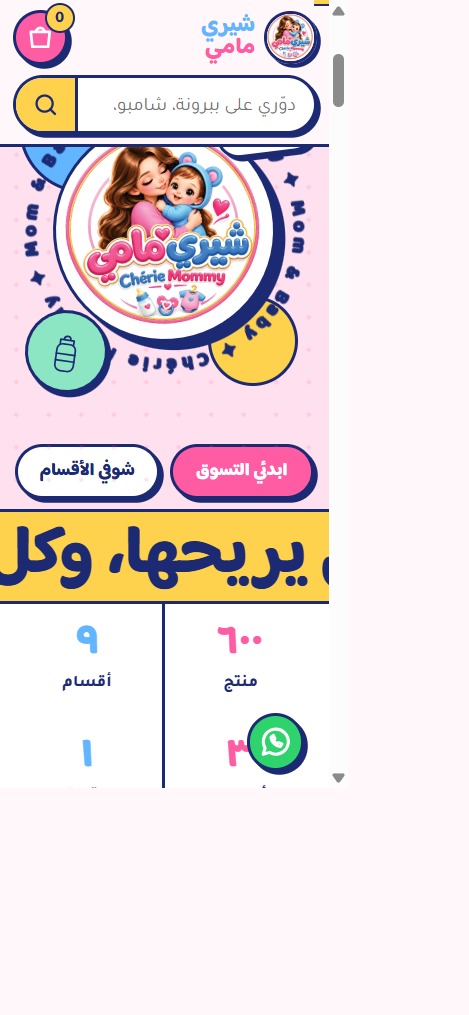 شيري
مامي
0
دوّري على ببرونة، شامبو،
Mom & Baby
شيري مامي
Chérie Mommy
Chérie
ابدئي التسوق
شوفي الأقسام
يريحها، وكل
٦٠٠
منتج
٩
أقسام
٣
١